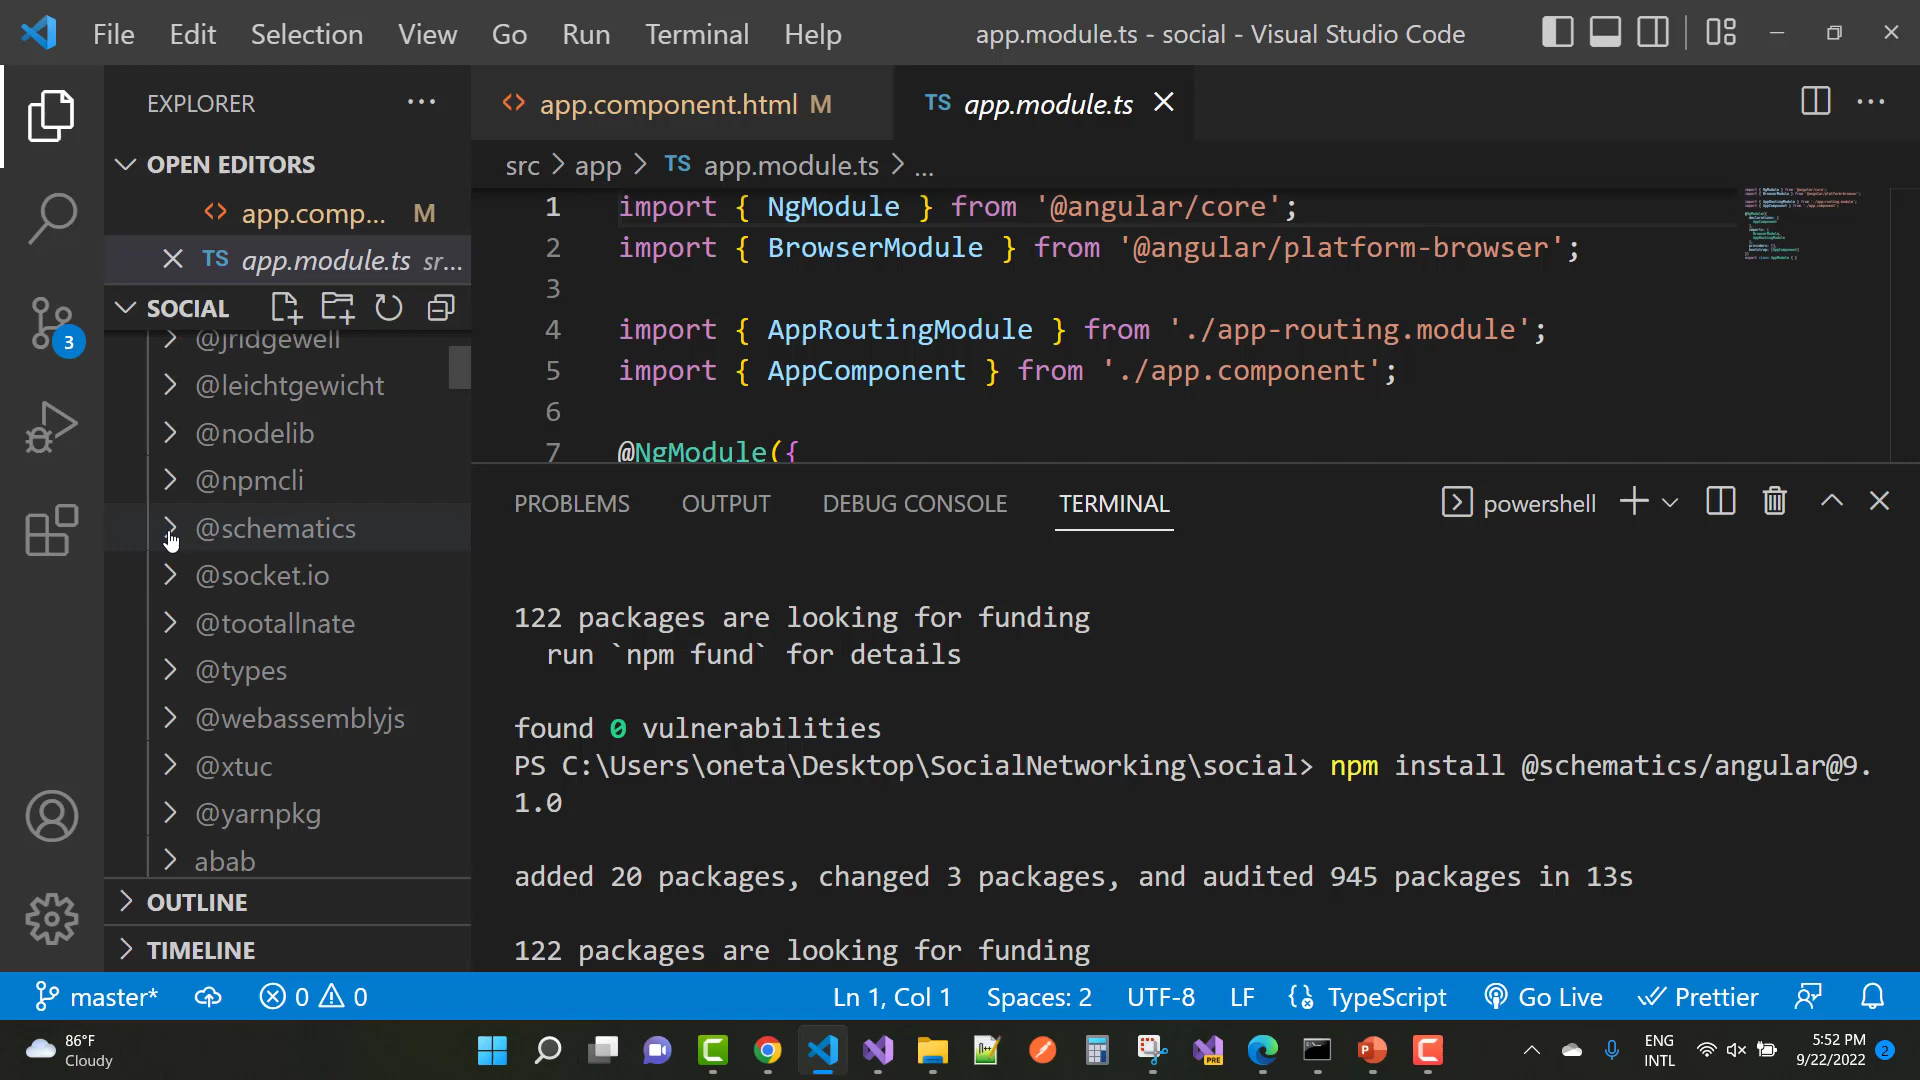 File Edit Selection View Go Run Terminal Help
app.module.ts - social - Visual Studio Code
EXPLORER
OPEN EDITORS
app.comp... M
TS app.module.ts sr...
SOCIAL
@jridgewell
@leichtgewicht
@nodelib
@npmcli
@schematics
@socket.io
@tootallnate
@types
@webassemblyjs
@xtuc
@yarnpkg
abab
OUTLINE
TIMELINE
3
app.component.html M
TS app.module.ts
src > app > TS app.module.ts > ...
1 import { NgModule } from '@angular/core';
2 import { BrowserModule } from '@angular/platform-browser';
3
4 import { AppRoutingModule } from './app-routing.module';
5 import { AppComponent } from './app.component';
6
7 @NgModule({
PROBLEMS OUTPUT DEBUG CONSOLE TERMINAL
powershell
122 packages are looking for funding
run `npm fund` for details
found 0 vulnerabilities
PS C:\Users\oneta\Desktop\SocialNetworking\social> npm install @schematics/angular@9.
1.0
added 20 packages, changed 3 packages, and audited 945 packages in 13s
122 packages are looking for funding
master* 0 0
Ln 1, Col 1 Spaces: 2 UTF-8 LF TypeScript Go Live Prettier
86°F
Cloudy
PRE
ENG
INTL
5:52 PM
9/22/2022
2